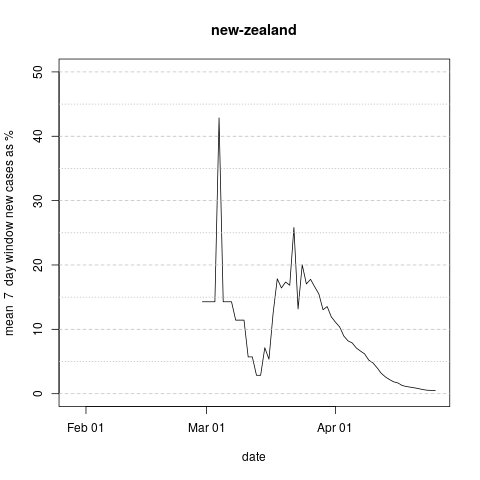 new-zealand
mean  7  day window new cases as %
50
40
30
20
10
0
Feb 01
Mar 01
Apr 01
date